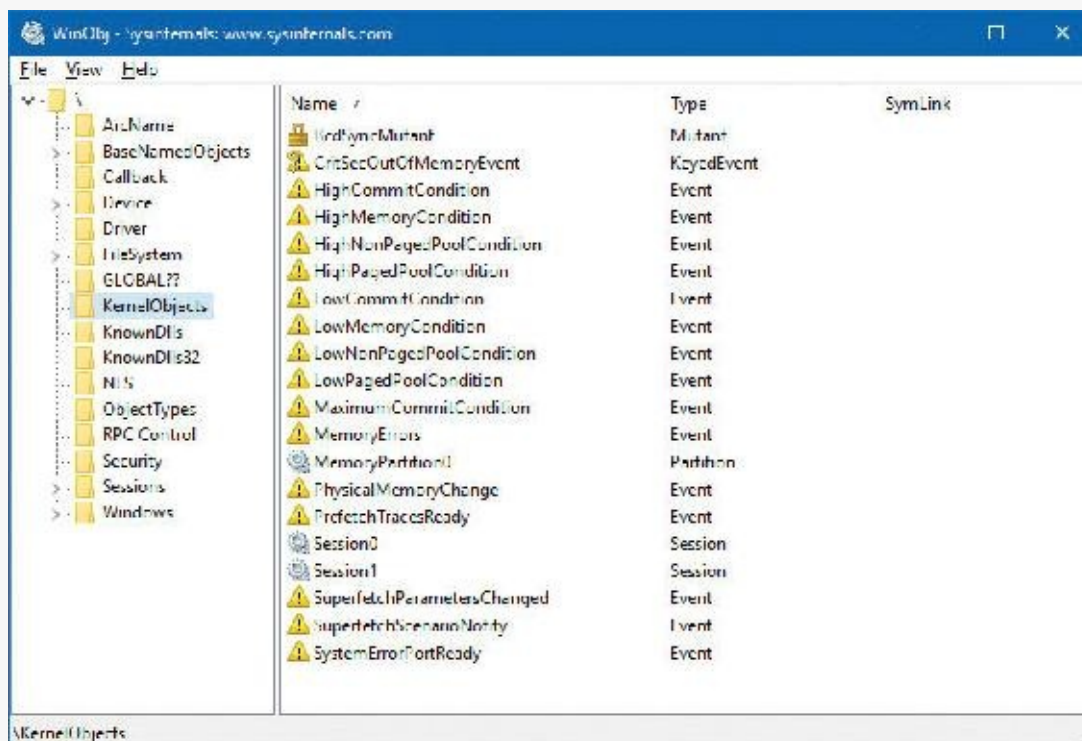 WinObj - Sysinternals: www.sysinternals.com
File View Help
\
ArcName
BaseNamedObjects
Callback
Device
Driver
FileSystem
GLOBAL??
KernelObjects
KnownDlls
KnownDlls32
NLS
ObjectTypes
RPC Control
Security
Sessions
Windows
Name Type SymLink
BcdSyncMutant Mutant
CritSecOutOfMemoryEvent KeyedEvent
HighCommitCondition Event
HighMemoryCondition Event
HighNonPagedPoolCondition Event
HighPagedPoolCondition Event
LowCommitCondition Event
LowMemoryCondition Event
LowNonPagedPoolCondition Event
LowPagedPoolCondition Event
MaximumCommitCondition Event
MemoryErrors Event
MemoryPartition0 Partition
PhysicalMemoryChange Event
PrefetchTracesReady Event
Session0 Session
Session1 Session
SuperfetchParametersChanged Event
SuperfetchScenarioNotify Event
SystemErrorPortReady Event
\KernelObjects